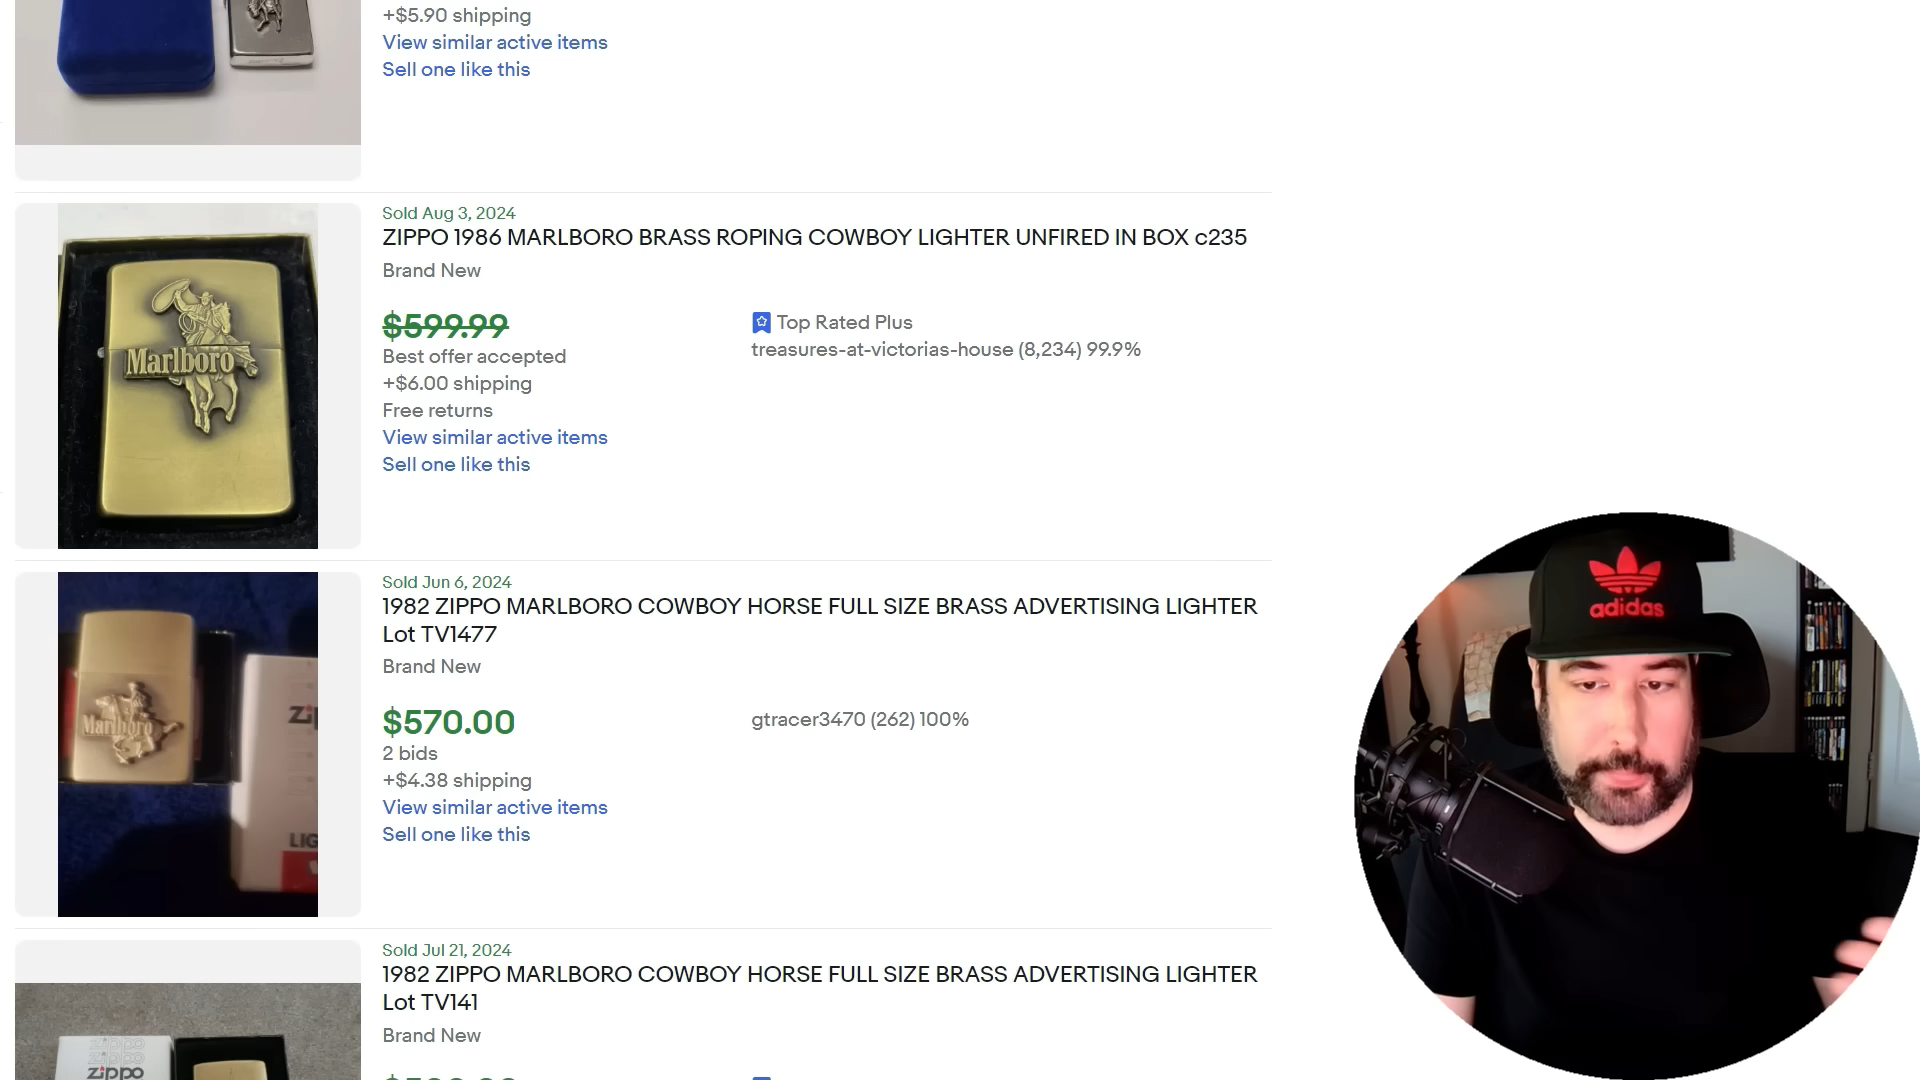 +$5.90 shipping
View similar active items
Sell one like this
Sold Aug 3, 2024
ZIPPO 1986 MARLBORO BRASS ROPING COWBOY LIGHTER UNFIRED IN BOX c235
Brand New
$599.99
Top Rated Plus
Best offer accepted
treasures-at-victorias-house (8,234) 99.9%
+$6.00 shipping
Free returns
View similar active items
Sell one like this
Marlboro
Sold Jun 6, 2024
1982 ZIPPO MARLBORO COWBOY HORSE FULL SIZE BRASS ADVERTISING LIGHTER
Lot TV1477
Brand New
$570.00
gtracer3470 (262) 100%
2 bids
+$4.38 shipping
View similar active items
Sell one like this
Marlboro
adidas
Sold Jul 21, 2024
1982 ZIPPO MARLBORO COWBOY HORSE FULL SIZE BRASS ADVERTISING LIGHTER
Lot TV141
Brand New
zippo